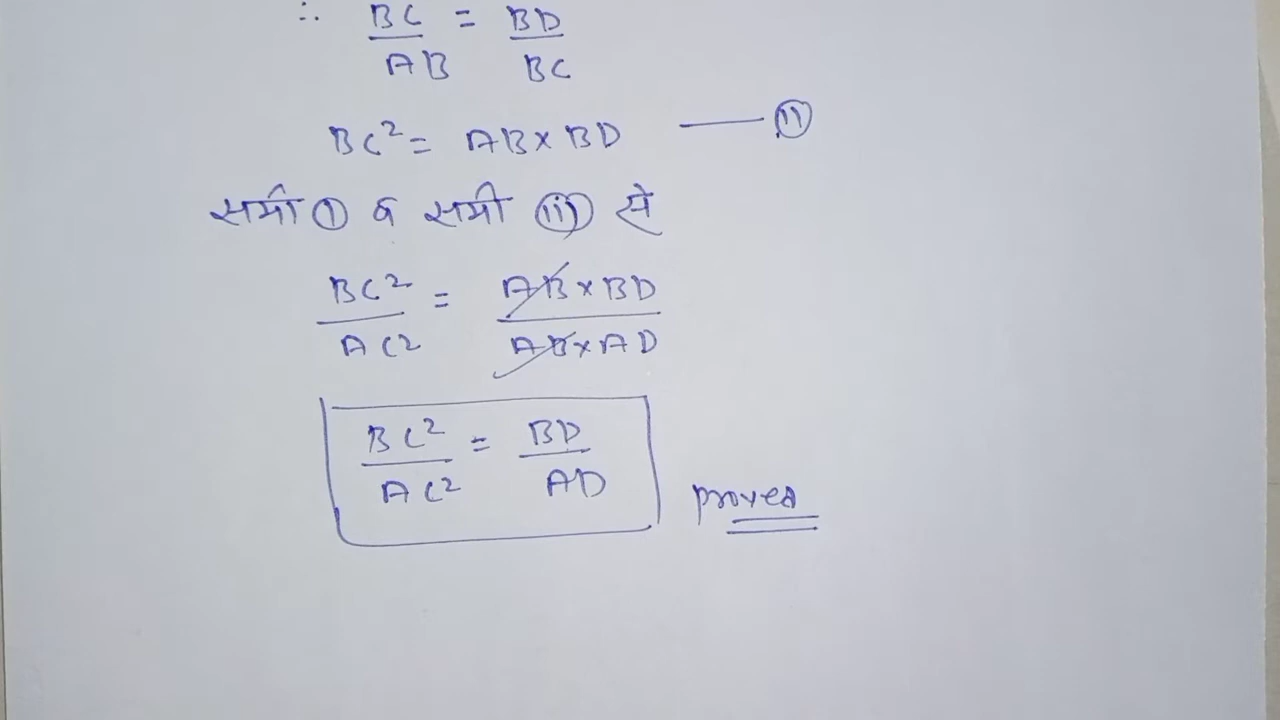 ∴ BC/AB = BD/BC
BC² = AB × BD —— (ii)
समी (i) व समी (iii) से
BC²/AC² = AB × BD/AB × AD
BC²/AC² = BD/AD
proved